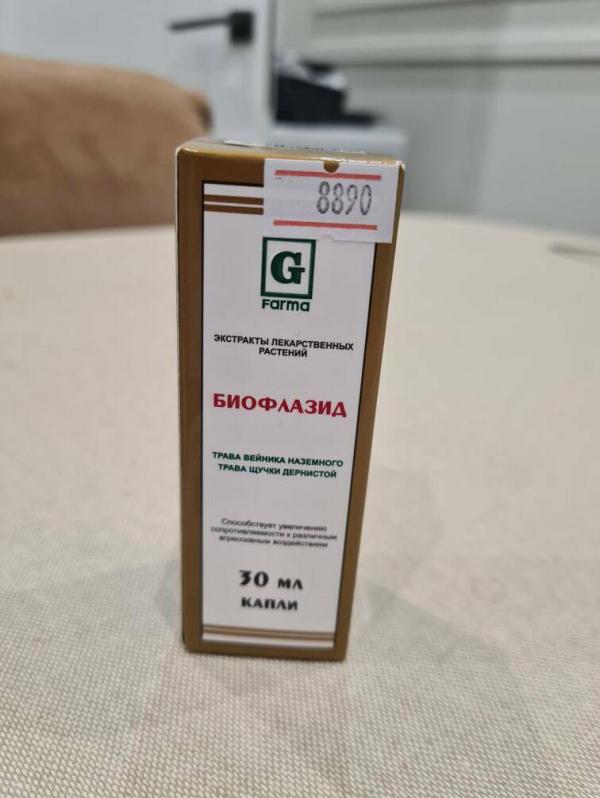 8890
G
Farma
ЭКСТРАКТЫ ЛЕКАРСТВЕННЫХ
РАСТЕНИЙ
БИОФЛАЗИД
ТРАВА ВЕЙНИКА НАЗЕМНОГО
ТРАВА ЩУЧКИ ДЕРНИСТОЙ
Способствует увеличению
сопротивляемости к различным
агрессивным воздействиям
30 мл
КАПЛИ